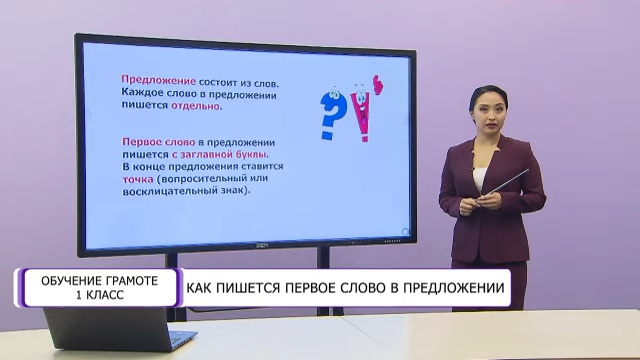 Предложение состоит из слов.
Каждое слово в предложении
пишется отдельно.
Первое слово в предложении
пишется с заглавной буквы.
В конце предложения ставится
точка (вопросительный или
восклицательный знак).
ОБУЧЕНИЕ ГРАМОТЕ
1 КЛАСС
КАК ПИШЕТСЯ ПЕРВОЕ СЛОВО В ПРЕДЛОЖЕНИИ